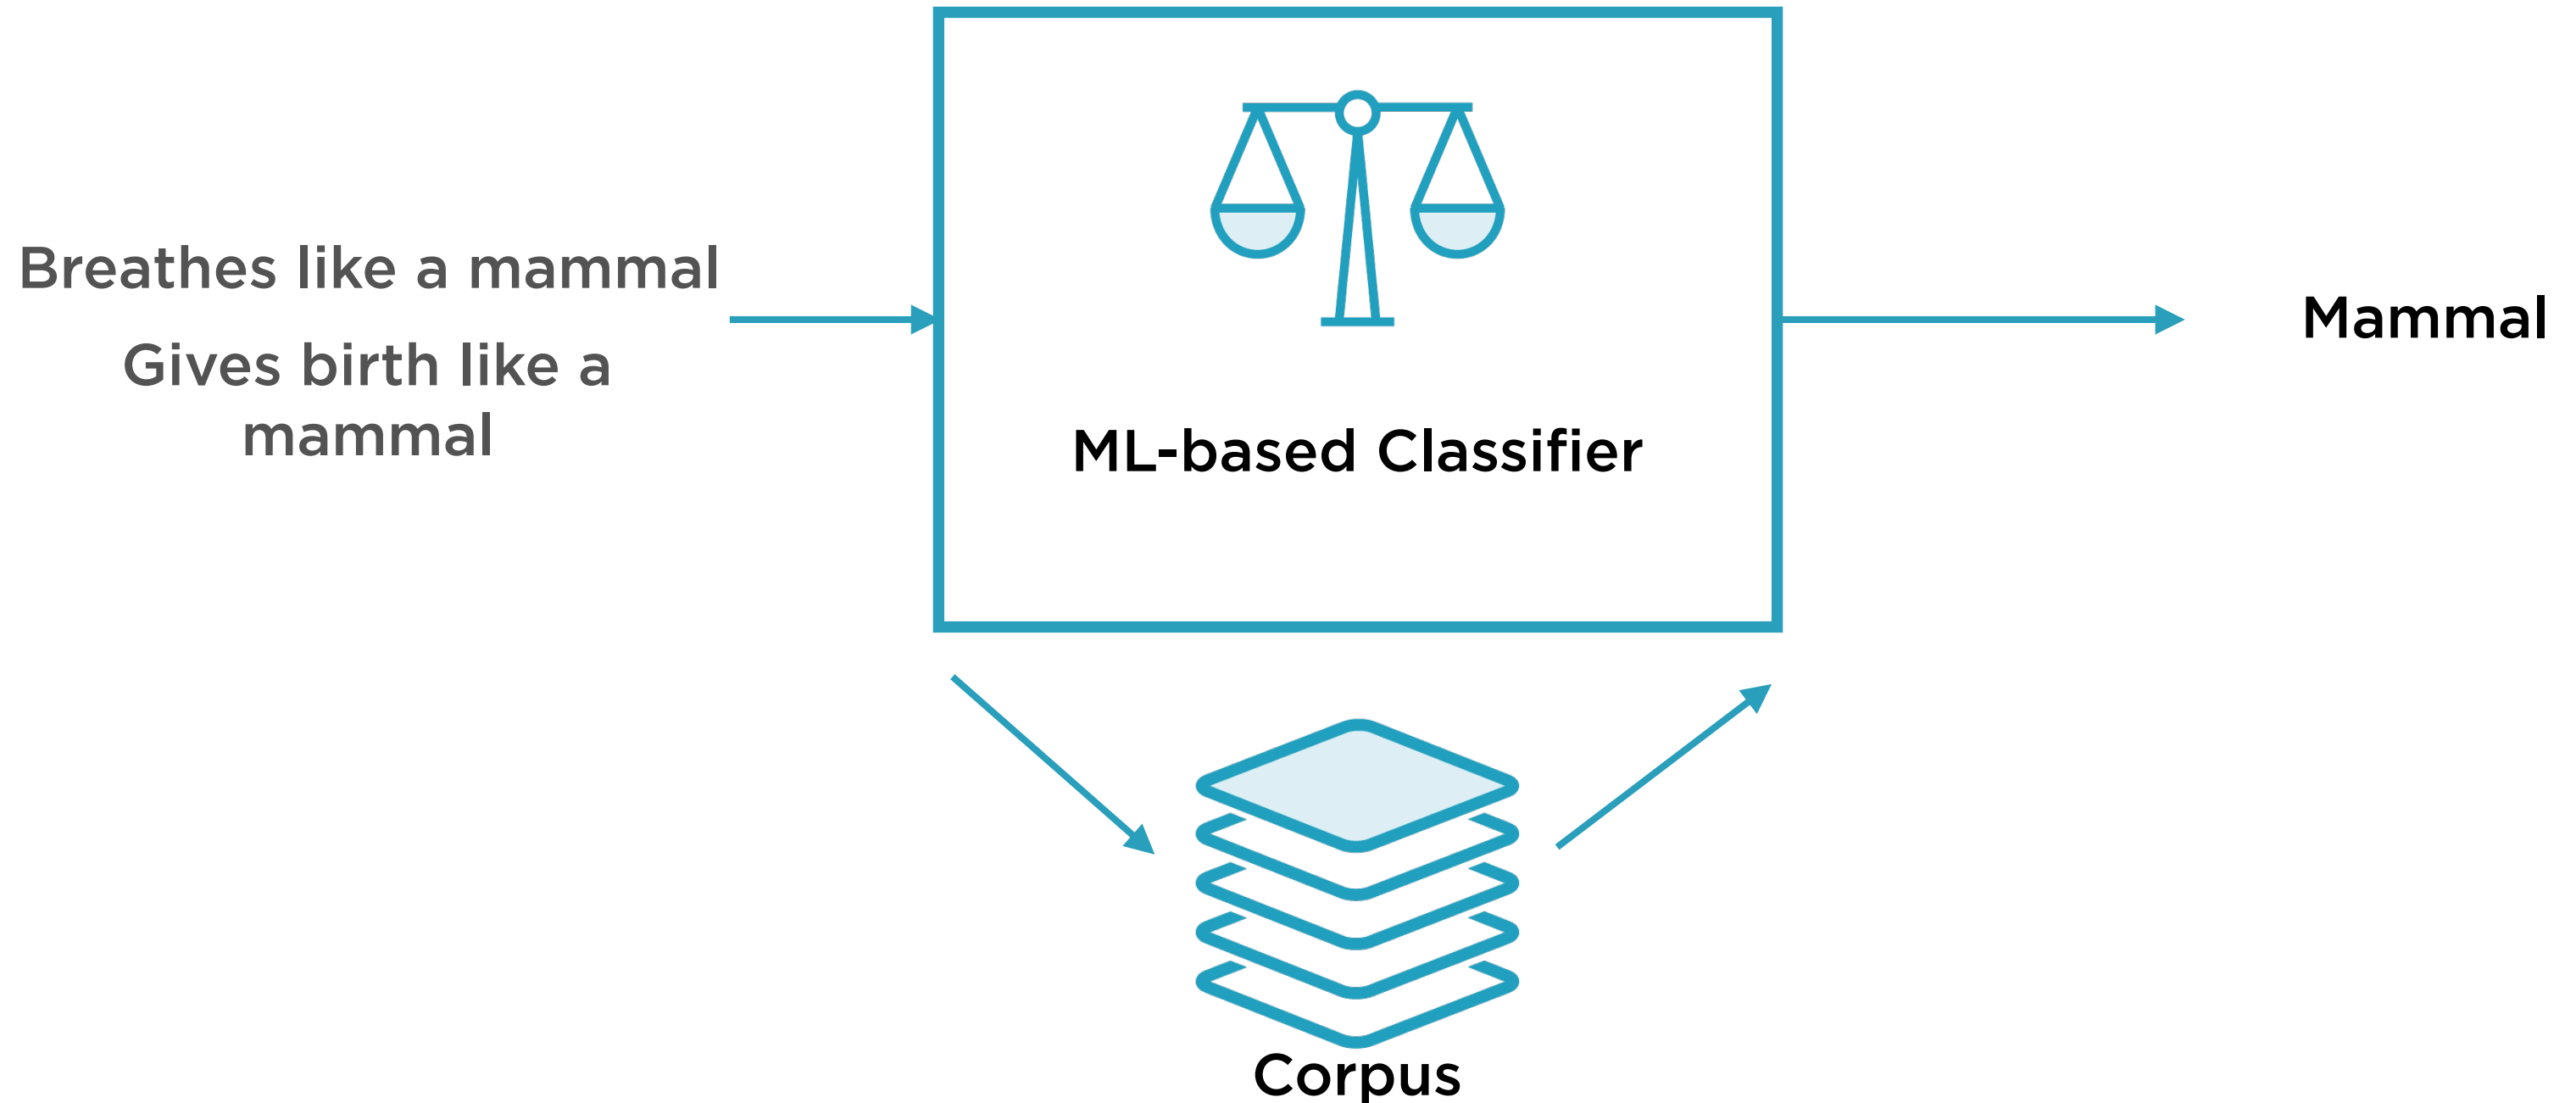 Breathes like a mammal
Gives birth like a
mammal
ML-based Classifier
Mammal
Corpus